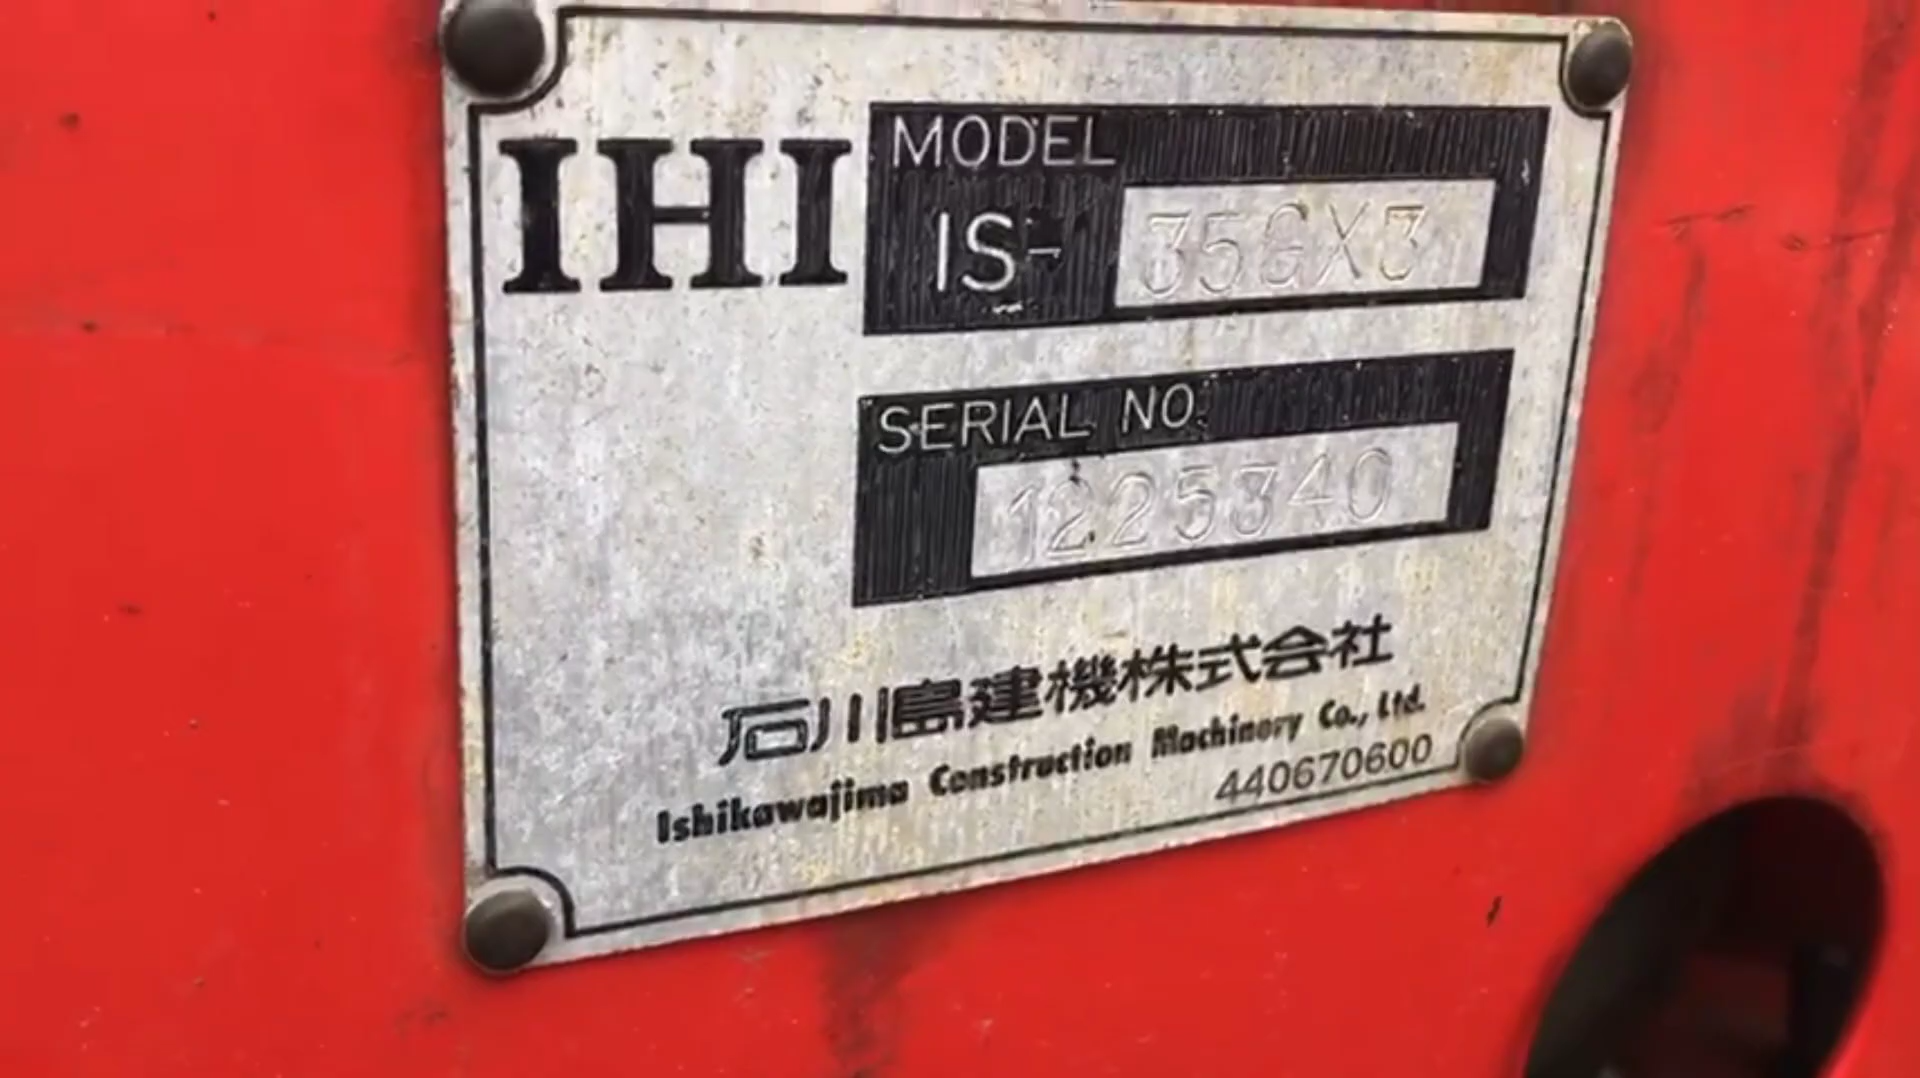 IHI
MODEL
IS- 35GX3
SERIAL NO.
1225340
石川島建機株式会社
Ishikawajima Construction Machinery Co., Ltd.
440670600